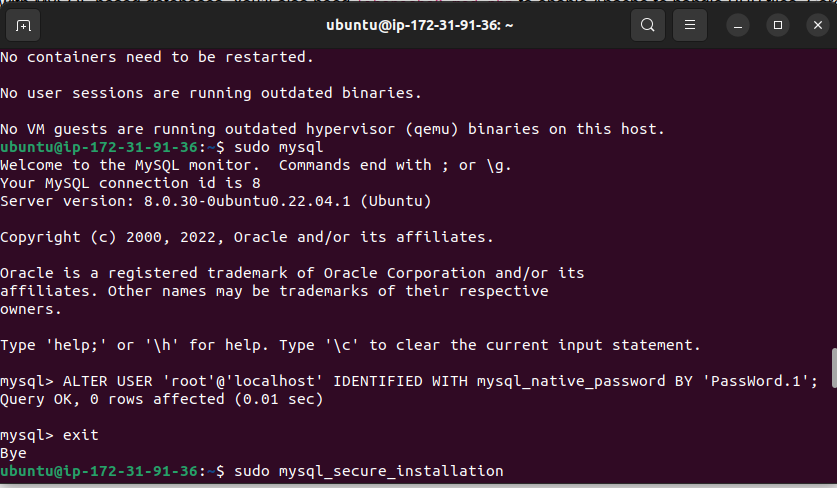 ubuntu@ip-172-31-91-36: ~
No containers need to be restarted.
No user sessions are running outdated binaries.
No VM guests are running outdated hypervisor (qemu) binaries on this host.
ubuntu@ip-172-31-91-36:~$ sudo mysql
Welcome to the MySQL monitor.  Commands end with ; or \g.
Your MySQL connection id is 8
Server version: 8.0.30-0ubuntu0.22.04.1 (Ubuntu)
Copyright (c) 2000, 2022, Oracle and/or its affiliates.
Oracle is a registered trademark of Oracle Corporation and/or its
affiliates. Other names may be trademarks of their respective
owners.
Type 'help;' or '\h' for help. Type '\c' to clear the current input statement.
mysql> ALTER USER 'root'@'localhost' IDENTIFIED WITH mysql_native_password BY 'PassWord.1';
Query OK, 0 rows affected (0.01 sec)
mysql> exit
Bye
ubuntu@ip-172-31-91-36:~$ sudo mysql_secure_installation